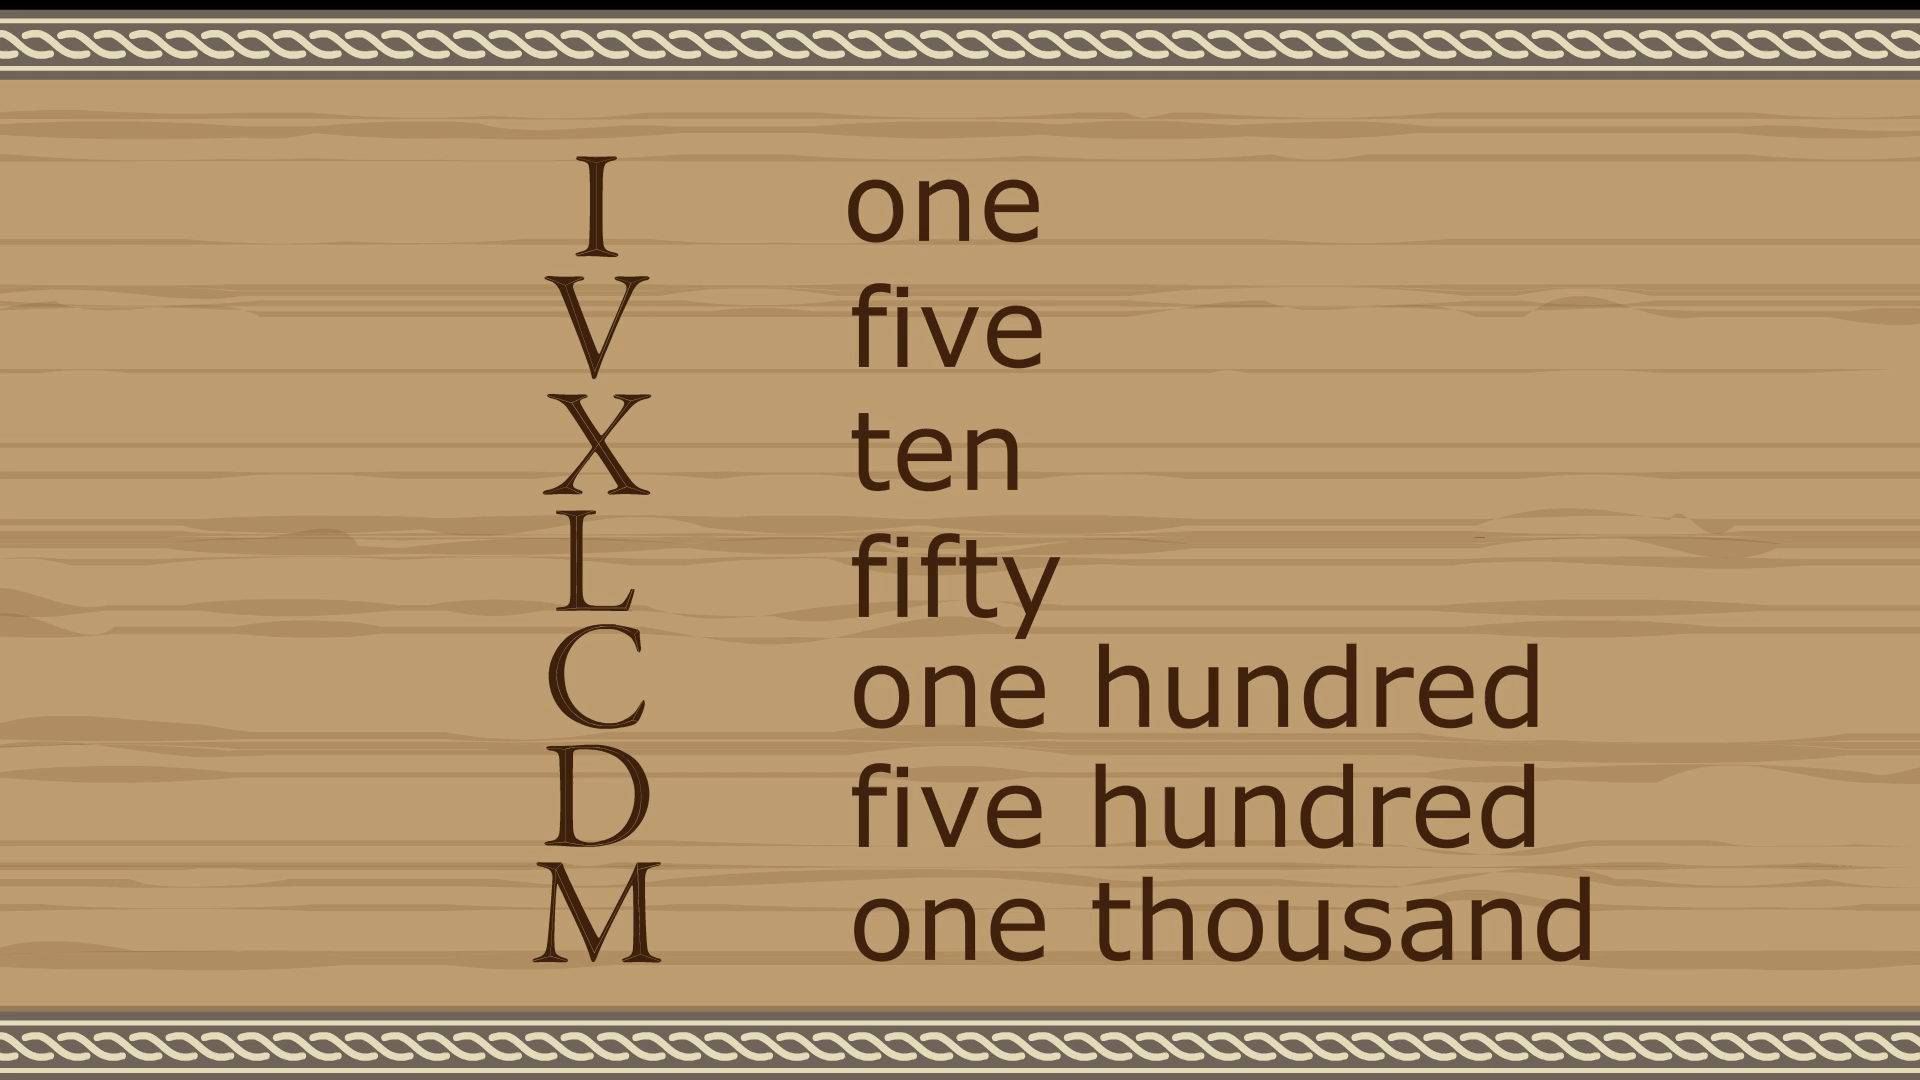 I one
V five
X ten
L fifty
C one hundred
D five hundred
M one thousand